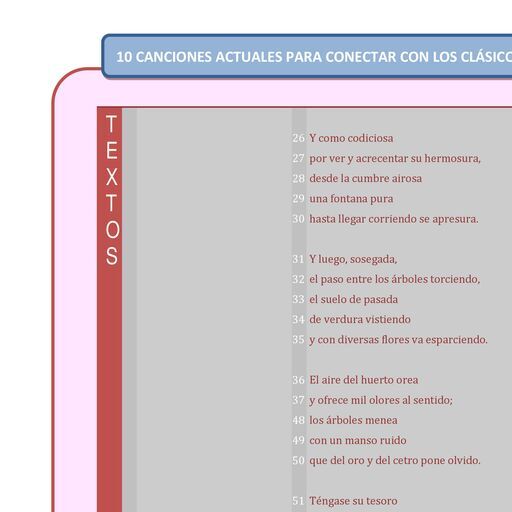 10 CANCIONES ACTUALES PARA CONECTAR CON LOS CLÁSICO
TEXTOS
26 Y como codiciosa
27 por ver y acrecentar su hermosura,
28 desde la cumbre airosa
29 una fontana pura
30 hasta llegar corriendo se apresura.
31 Y luego, sosegada,
32 el paso entre los árboles torciendo,
33 el suelo de pasada
34 de verdura vistiendo
35 y con diversas flores va esparciendo.
36 El aire del huerto orea
37 y ofrece mil olores al sentido;
48 los árboles menea
49 con un manso ruido
50 que del oro y del cetro pone olvido.
51 Téngase su tesoro